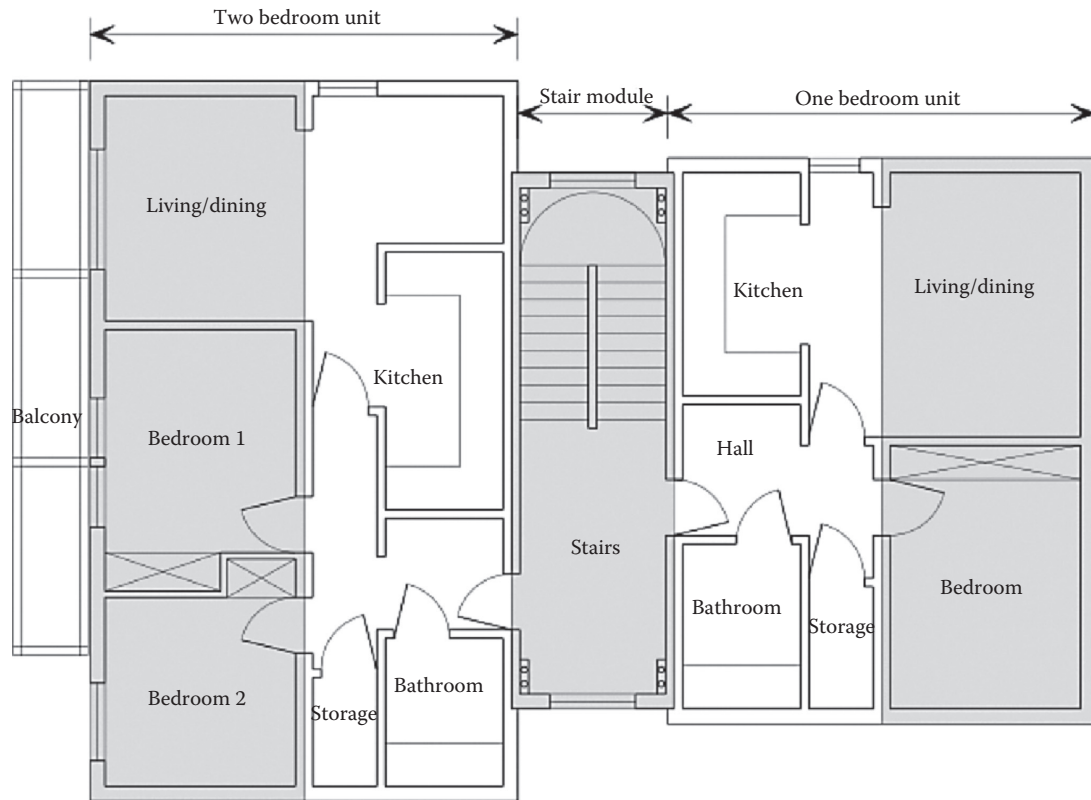 Two bedroom unit
Stair module
One bedroom unit
Living/dining
Kitchen
Balcony
Bedroom 1
Bedroom 2
Storage
Bathroom
Stairs
Kitchen
Living/dining
Hall
Bathroom
Storage
Bedroom